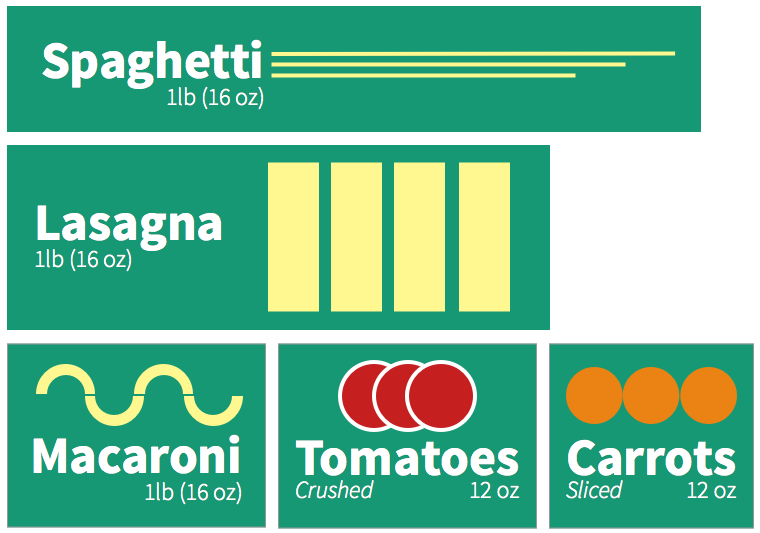 Spaghetti
1lb (16 oz)
Lasagna
1lb (16 oz)
Macaroni
1lb (16 oz)
Tomatoes
Crushed 12 oz
Carrots
Sliced 12 oz